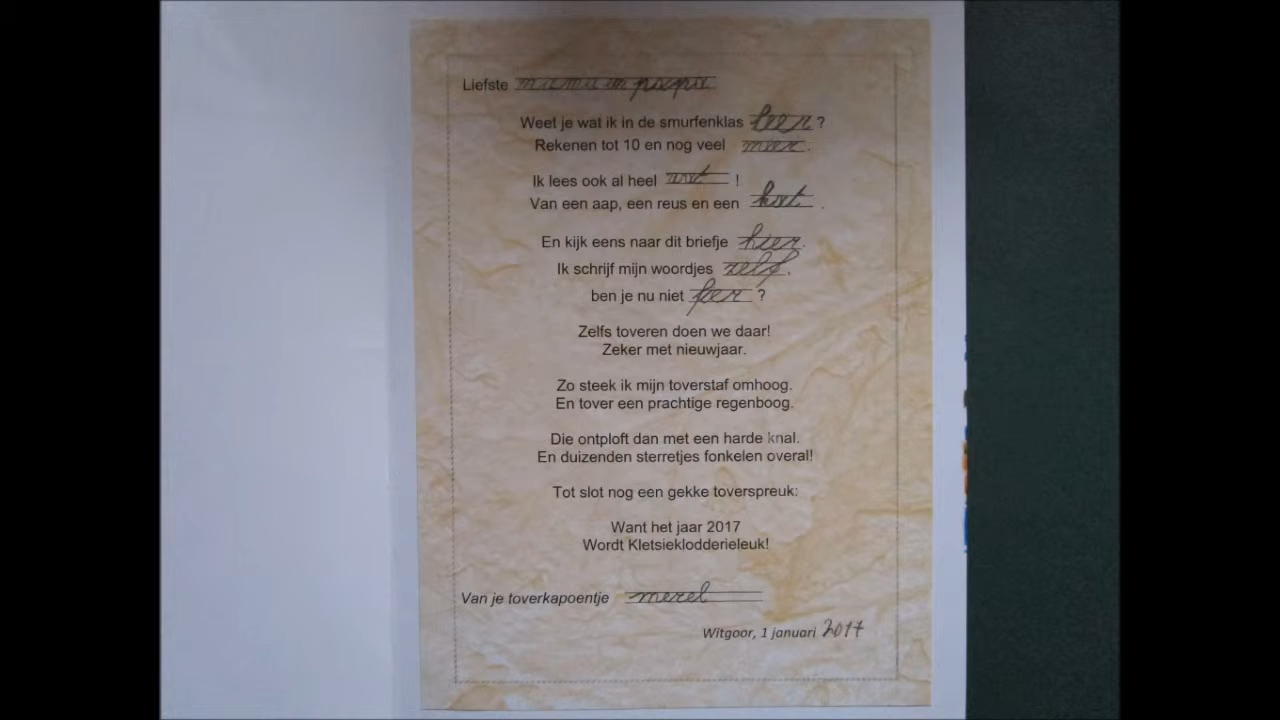 Liefste mama en papa
Weet je wat ik in de smurfenklas leer ?
Rekenen tot 10 en nog veel meer .
Ik lees ook al heel wat !
Van een aap, een reus en een kat .
En kijk eens naar dit briefje hier.
Ik schrijf mijn woordjes zelf.
ben je nu niet fier ?
Zelfs toveren doen we daar!
Zeker met nieuwjaar.
Zo steek ik mijn toverstaf omhoog.
En tover een prachtige regenboog.
Die ontploft dan met een harde knal.
En duizenden sterretjes fonkelen overal!
Tot slot nog een gekke toverspreuk:
Want het jaar 2017
Wordt Kletsieklodderieleuk!
Van je toverkapoentje merel
Witgoor, 1 januari 2017